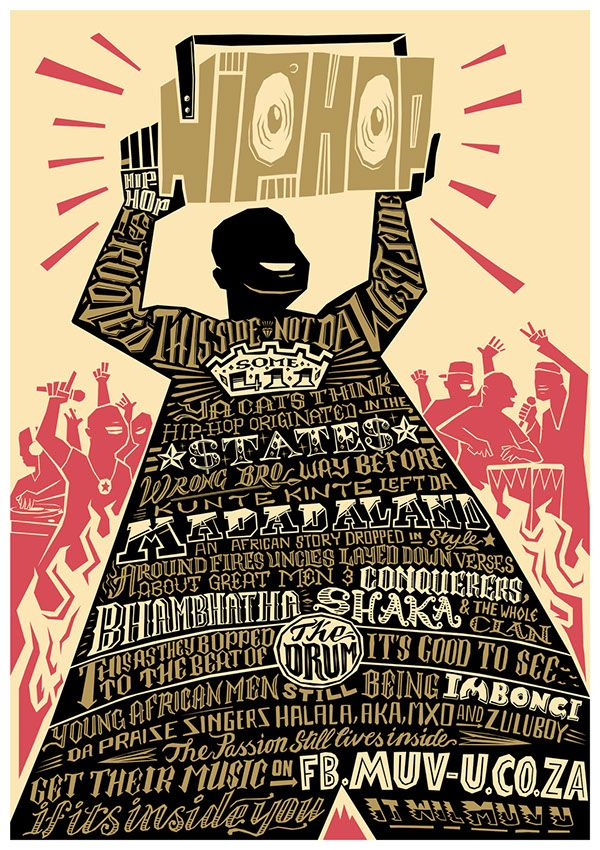 HIP HOP
HIP
HOP
IS ROOTED THIS SIDE NOT DA WEST SIDE
SOME
411
YA CATS THINK
HIP-HOP ORIGINATED IN THE
STATES
WRONG BRO, WAY BEFORE
KUNTE KINTE LEFT DA
MADADALAND
AN AFRICAN STORY DROPPED IN Style
AROUND FIRES UNCLES LAYED DOWN VERSES
ABOUT GREAT MEN & CONQUERERS,
BHAMBHATHA SHAKA & THE WHOLE
CLAN
THIS AS THEY BOPPED
TO THE BEAT OF The DRUM IT'S GOOD TO SEE
YOUNG AFRICAN MEN STILL BEING IMBONGI
DA PRAISE SINGERS HALALA, AKA, MXO AND ZULUBOY
The Passion Still lives inside
GET THEIR MUSIC ON FB.MUV-U.CO.ZA
if its inside you IT WIL MUV U